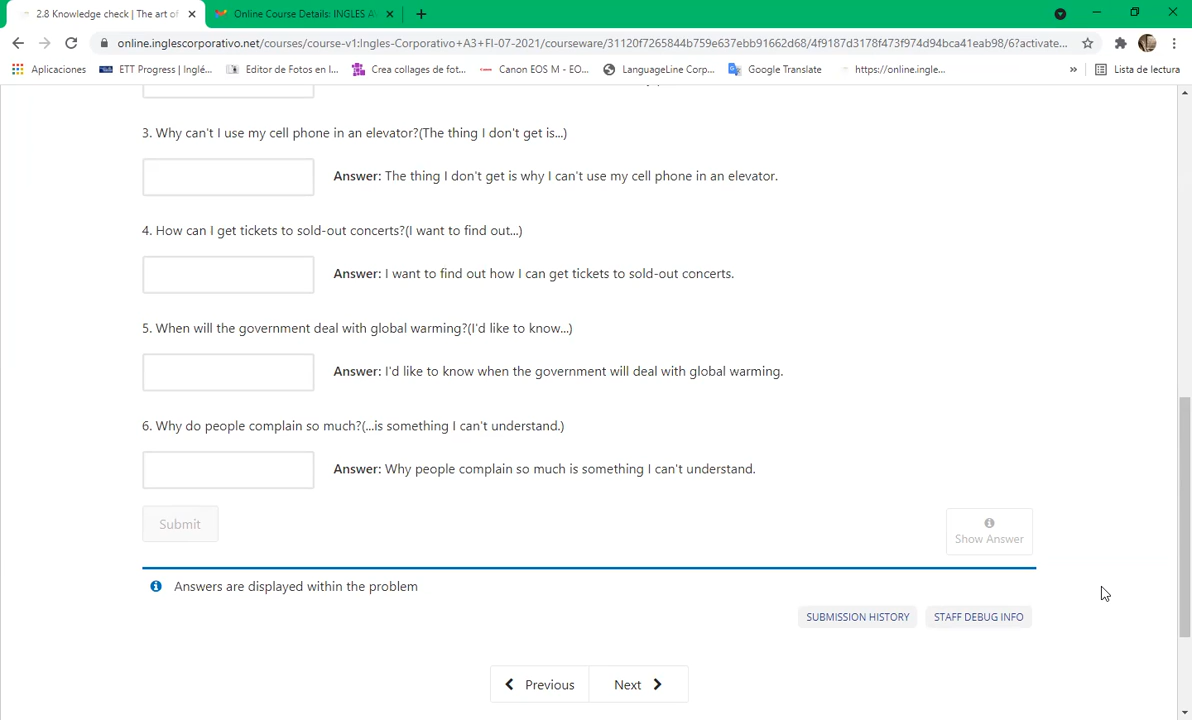 2.8 Knowledge check | The art of
Online Course Details: INGLES A
online.inglescorporativo.net/courses/course-v1:Ingles-Corporativo+A3+FI-07-2021/courseware/31120f7265844b759e637ebb91662d68/4f9187d3178f473f974d94bca41eab98/6?activate...
Aplicaciones
ETT Progress | Inglé...
Editor de Fotos en l...
Crea collages de fot...
Canon EOS M - EO...
LanguageLine Corp...
Google Translate
https://online.ingle...
»
Lista de lectura
3. Why can't I use my cell phone in an elevator?(The thing I don't get is...)
Answer: The thing I don't get is why I can't use my cell phone in an elevator.
4. How can I get tickets to sold-out concerts?(I want to find out...)
Answer: I want to find out how I can get tickets to sold-out concerts.
5. When will the government deal with global warming?(I'd like to know...)
Answer: I'd like to know when the government will deal with global warming.
6. Why do people complain so much?(...is something I can't understand.)
Answer: Why people complain so much is something I can't understand.
Submit
Show Answer
Answers are displayed within the problem
SUBMISSION HISTORY
STAFF DEBUG INFO
Previous
Next